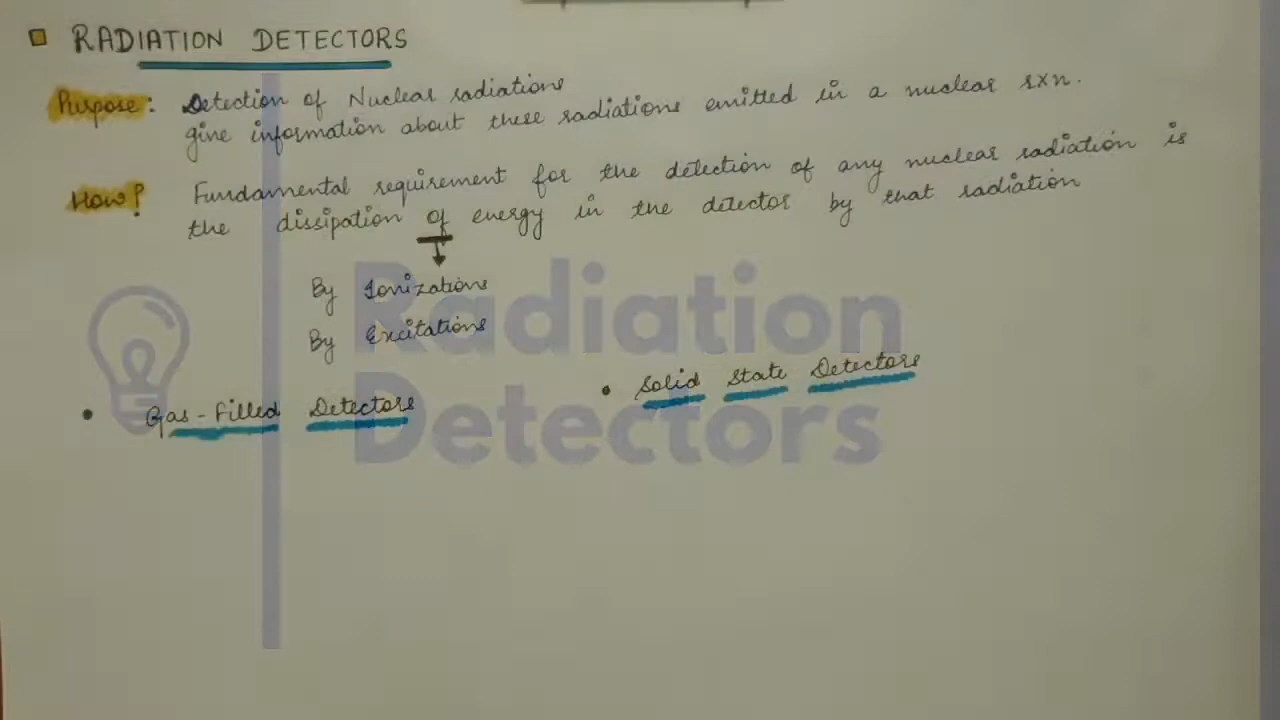 RADIATION DETECTORS
Purpose: Detection of Nuclear radiations
give information about these radiations emitted in a nuclear rxn.
How? Fundamental requirement for the detection of any nuclear radiation is
the dissipation of energy in the detector by that radiation
By Ionizations
By Excitations
Radiation
Detectors
• Gas-Filled Detectors
• Solid State Detectors